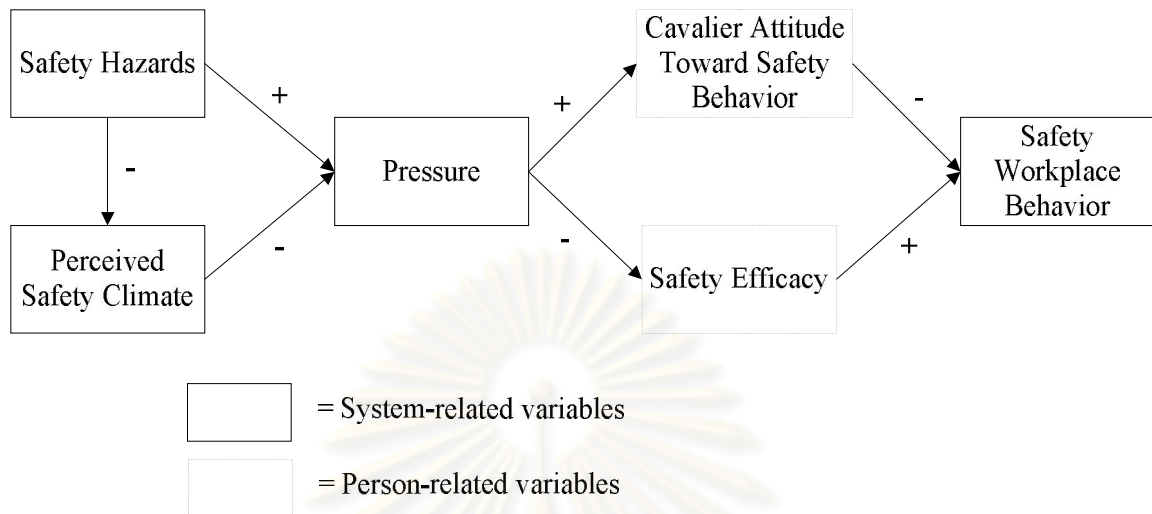 Safety Hazards
+
-
Perceived
Safety Climate
-
Pressure
+
-
Cavalier Attitude
Toward Safety
Behavior
Safety Efficacy
-
+
Safety
Workplace
Behavior
= System-related variables
= Person-related variables